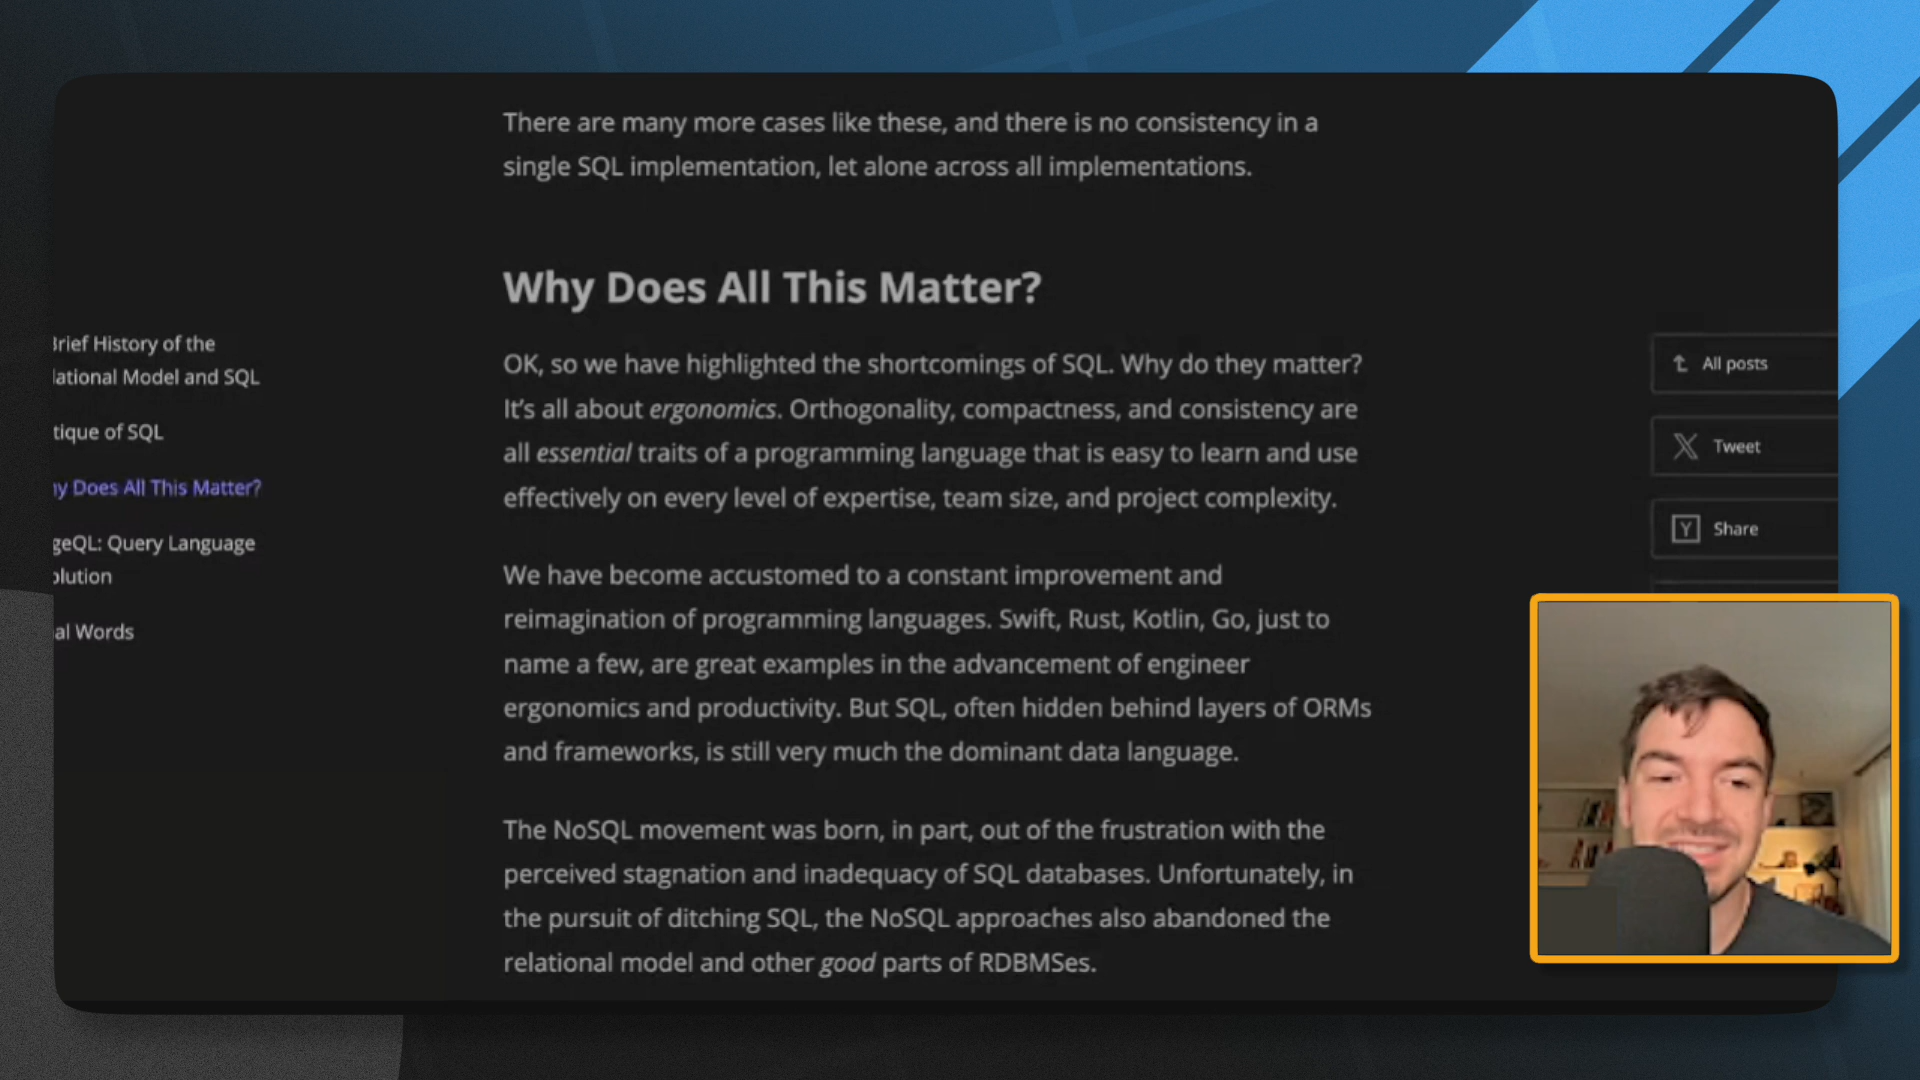 There are many more cases like these, and there is no consistency in a
single SQL implementation, let alone across all implementations.
Why Does All This Matter?
OK, so we have highlighted the shortcomings of SQL. Why do they matter?
It's all about ergonomics. Orthogonality, compactness, and consistency are
all essential traits of a programming language that is easy to learn and use
effectively on every level of expertise, team size, and project complexity.
We have become accustomed to a constant improvement and
reimagination of programming languages. Swift, Rust, Kotlin, Go, just to
name a few, are great examples in the advancement of engineer
ergonomics and productivity. But SQL, often hidden behind layers of ORMs
and frameworks, is still very much the dominant data language.
The NoSQL movement was born, in part, out of the frustration with the
perceived stagnation and inadequacy of SQL databases. Unfortunately, in
the pursuit of ditching SQL, the NoSQL approaches also abandoned the
relational model and other good parts of RDBMSes.
Brief History of the
lational Model and SQL
tique of SQL
y Does All This Matter?
geQL: Query Language
olution
al Words
All posts
Tweet
Y Share